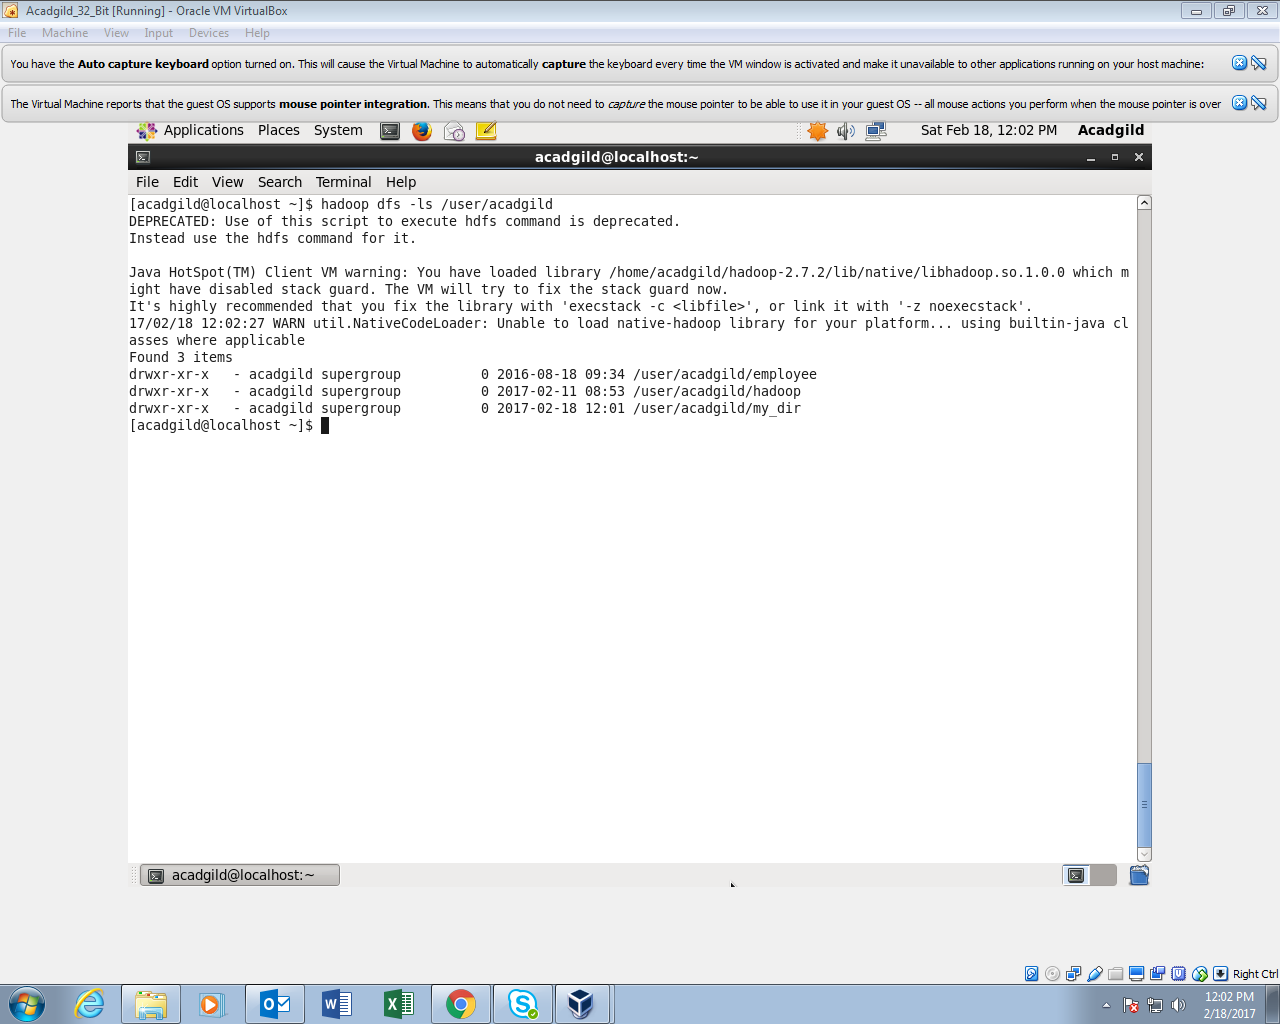 Acadgild_32_Bit [Running] - Oracle VM VirtualBox
File Machine View Input Devices Help
You have the Auto capture keyboard option turned on. This will cause the Virtual Machine to automatically capture the keyboard every time the VM window is activated and make it unavailable to other applications running on your host machine:
The Virtual Machine reports that the guest OS supports mouse pointer integration. This means that you do not need to capture the mouse pointer to be able to use it in your guest OS -- all mouse actions you perform when the mouse pointer is over
Applications Places System Sat Feb 18, 12:02 PM Acadgild
acadgild@localhost:~
File Edit View Search Terminal Help
[acadgild@localhost ~]$ hadoop dfs -ls /user/acadgild
DEPRECATED: Use of this script to execute hdfs command is deprecated.
Instead use the hdfs command for it.
Java HotSpot(TM) Client VM warning: You have loaded library /home/acadgild/hadoop-2.7.2/lib/native/libhadoop.so.1.0.0 which m
ight have disabled stack guard. The VM will try to fix the stack guard now.
It's highly recommended that you fix the library with 'execstack -c <libfile>', or link it with '-z noexecstack'.
17/02/18 12:02:27 WARN util.NativeCodeLoader: Unable to load native-hadoop library for your platform... using builtin-java cl
asses where applicable
Found 3 items
drwxr-xr-x   - acadgild supergroup          0 2016-08-18 09:34 /user/acadgild/employee
drwxr-xr-x   - acadgild supergroup          0 2017-02-11 08:53 /user/acadgild/hadoop
drwxr-xr-x   - acadgild supergroup          0 2017-02-18 12:01 /user/acadgild/my_dir
[acadgild@localhost ~]$
acadgild@localhost:~
Right Ctrl
12:02 PM
2/18/2017